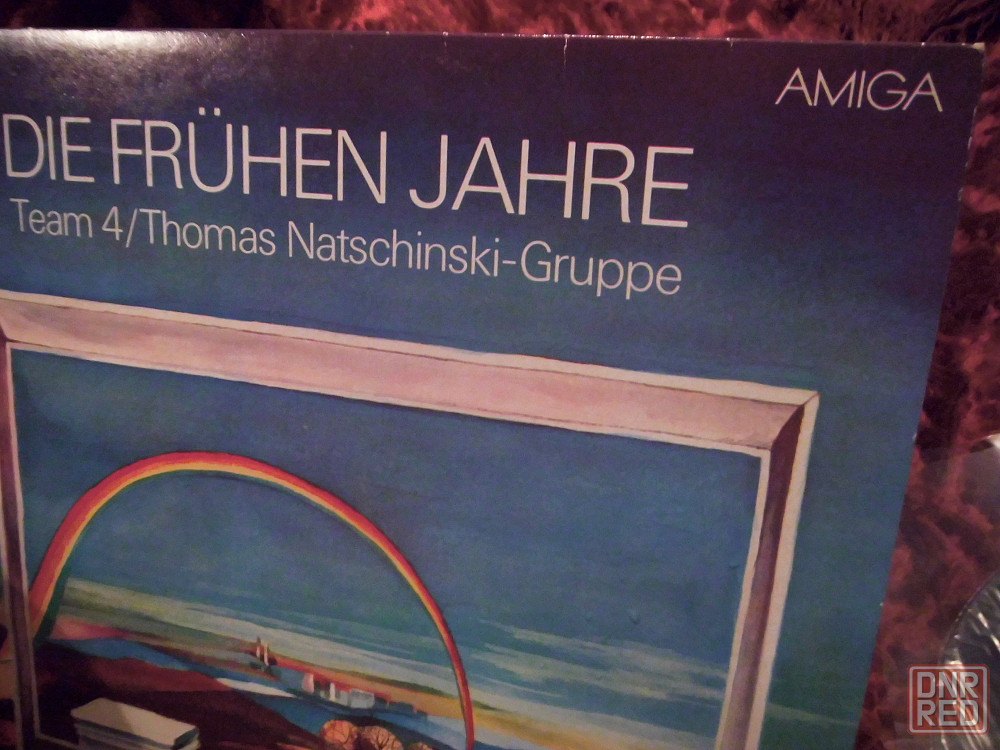 AMIGA
DIE FRÜHEN JAHRE
Team 4/Thomas Natschinski-Gruppe
DNR
RED